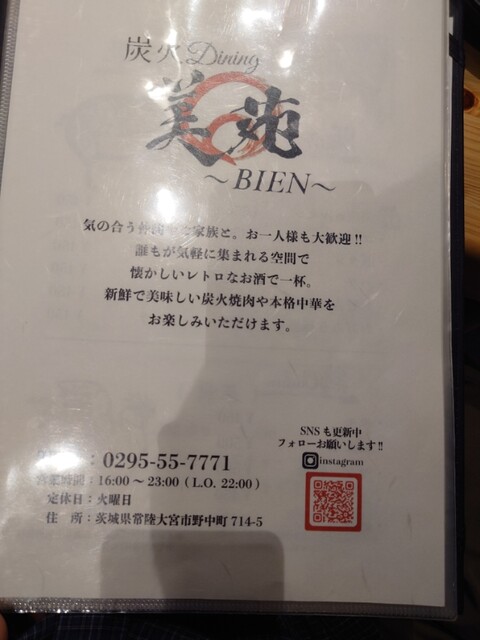 炭火Dining
美苑
～BIEN～
気の合う仲間やご家族と。お一人様も大歓迎!!
誰もが気軽に集まれる空間で
懐かしいレトロなお酒で一杯。
新鮮で美味しい炭火焼肉や本格中華を
お楽しみいただけます。
SNSも更新中
フォローお願いします!!
instagram
: 0295-55-7771
営業時間：16:00～23:00（L.O. 22:00）
定休日：火曜日
住　所：茨城県常陸大宮市野中町714-5